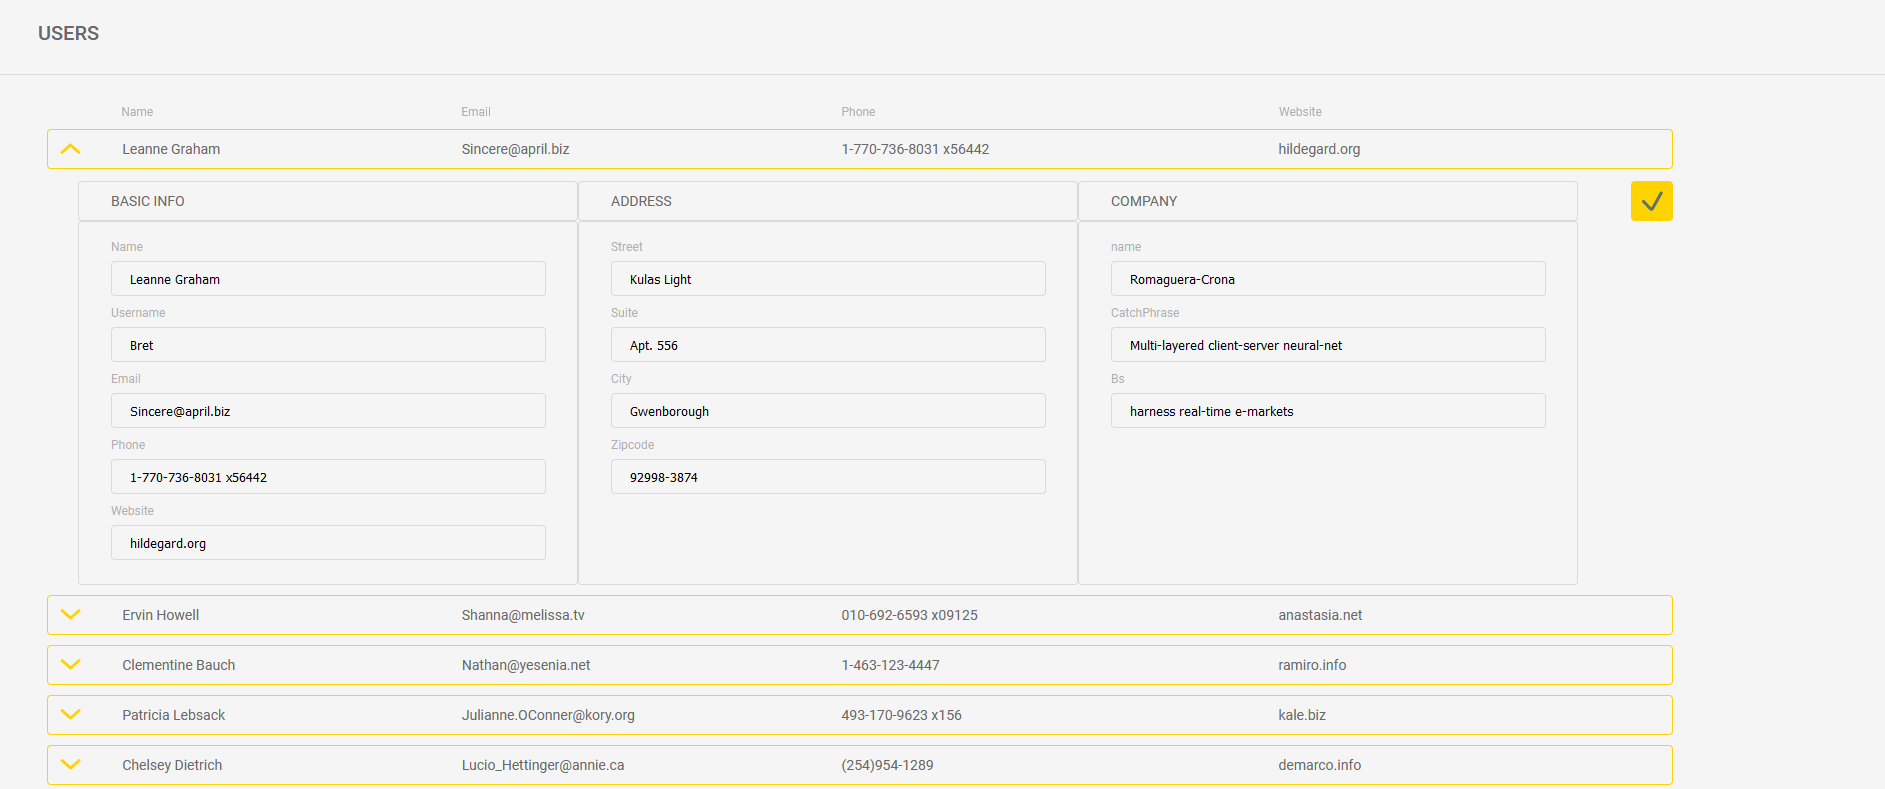 USERS
Name Email Phone Website
Leanne Graham Sincere@april.biz 1-770-736-8031 x56442 hildegard.org
BASIC INFO ADDRESS COMPANY
Name Street name
Leanne Graham Kulas Light Romaguera-Crona
Username Suite CatchPhrase
Bret Apt. 556 Multi-layered client-server neural-net
Email City Bs
Sincere@april.biz Gwenborough harness real-time e-markets
Phone Zipcode
1-770-736-8031 x56442 92998-3874
Website
hildegard.org
Ervin Howell Shanna@melissa.tv 010-692-6593 x09125 anastasia.net
Clementine Bauch Nathan@yesenia.net 1-463-123-4447 ramiro.info
Patricia Lebsack Julianne.OConner@kory.org 493-170-9623 x156 kale.biz
Chelsey Dietrich Lucio_Hettinger@annie.ca (254)954-1289 demarco.info